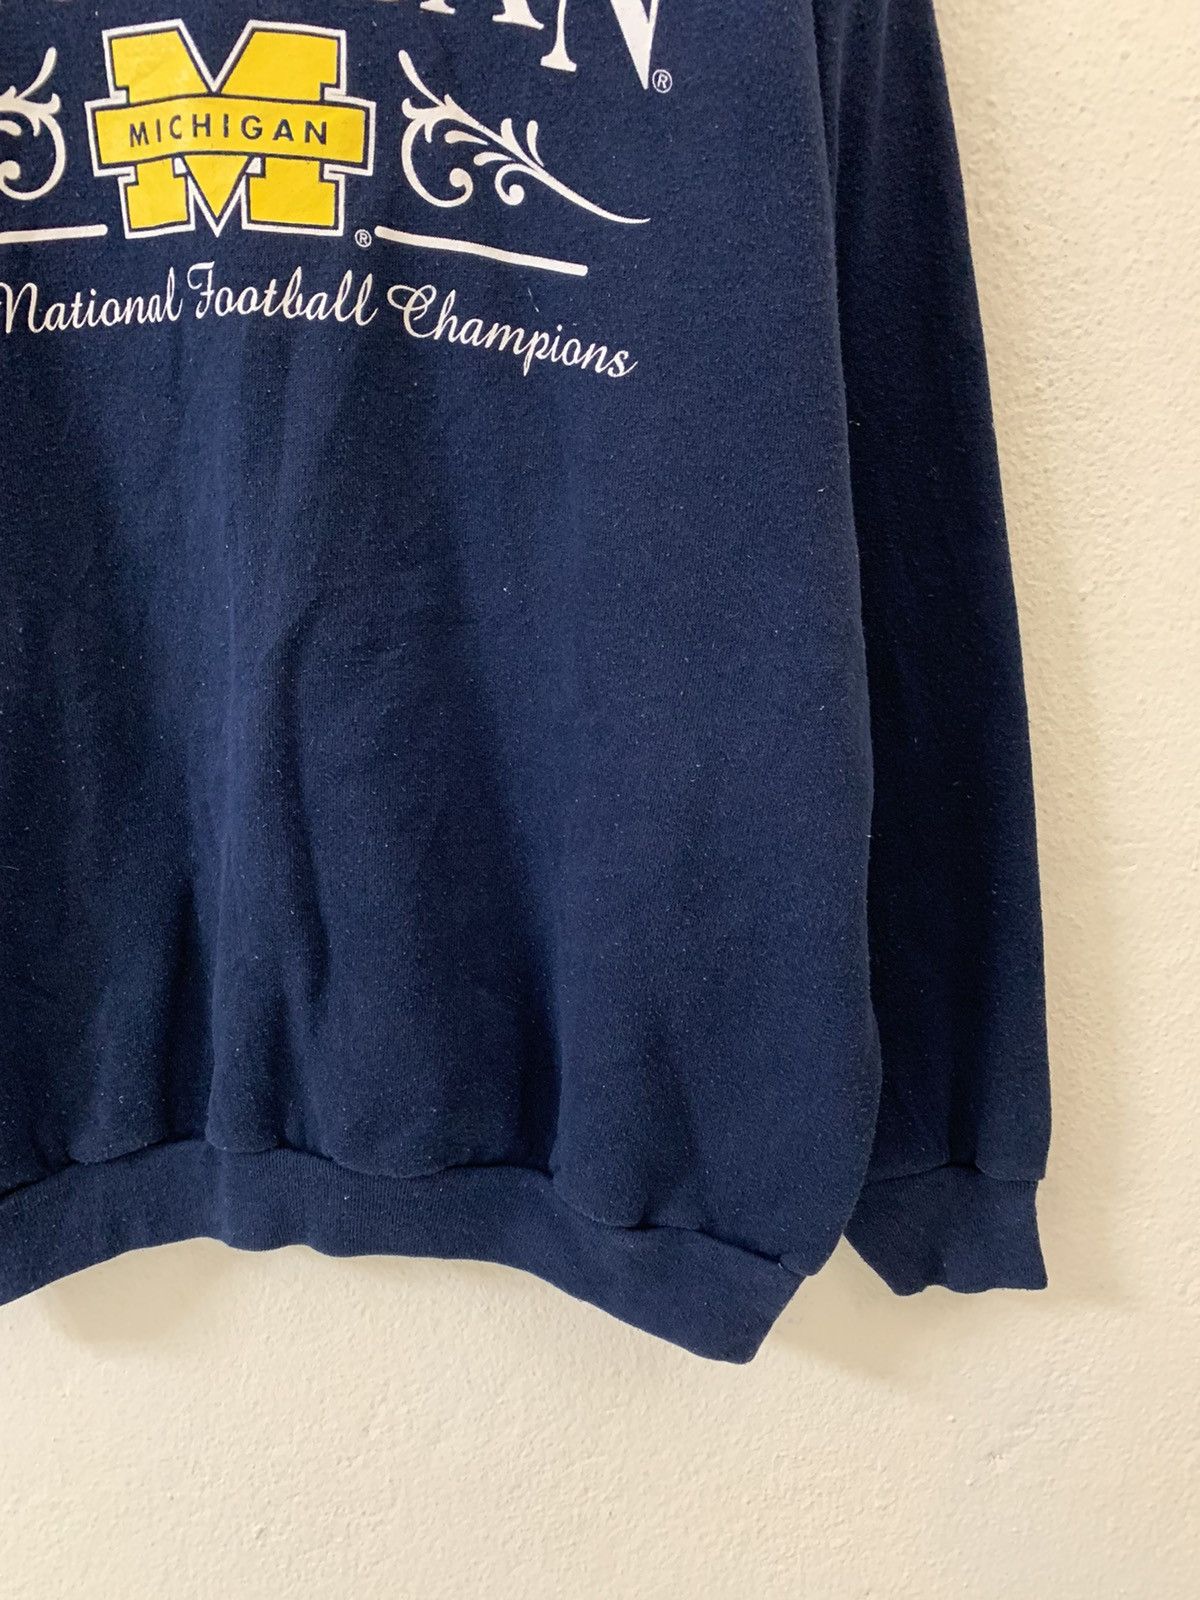 ®
MICHIGAN
®
National Football Champions